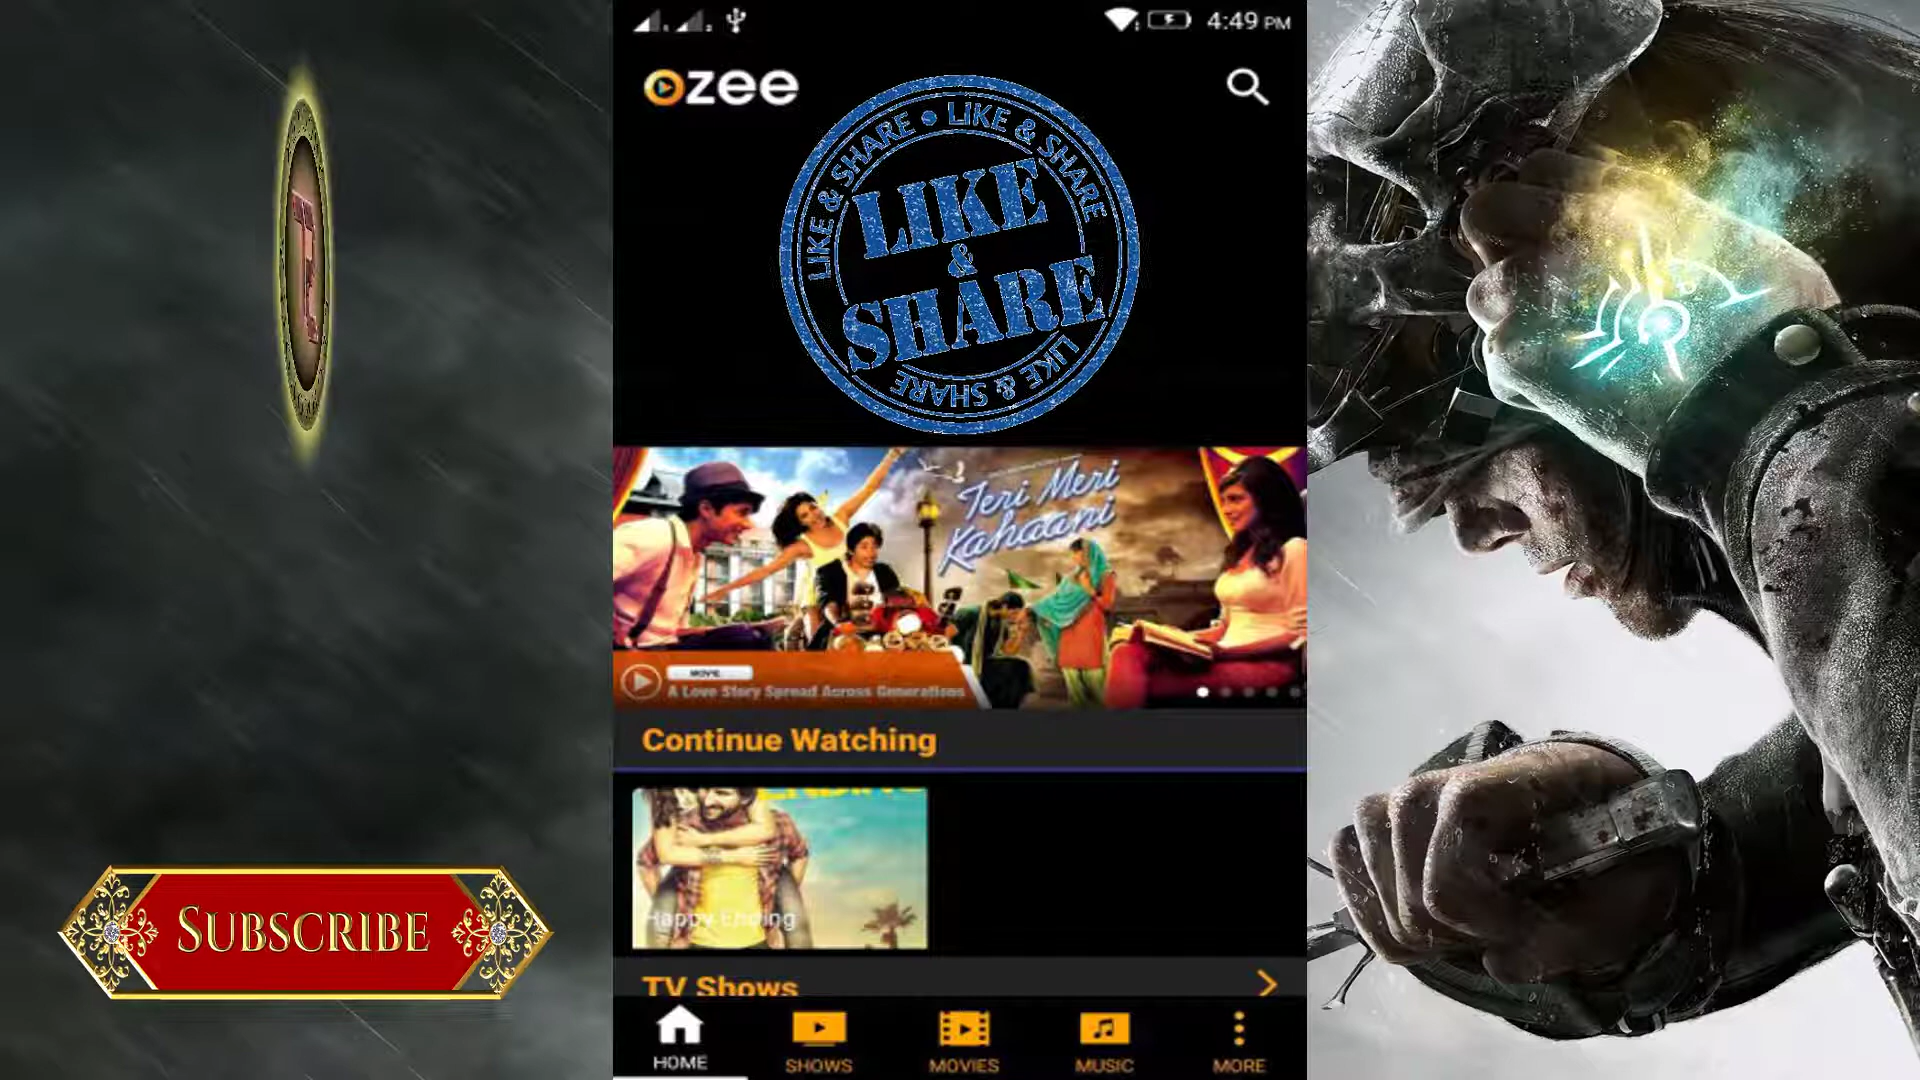 4:49 PM
ozee
LIKE & SHARE • LIKE & SHARE
LIKE
&
SHARE
LIKE & SHARE
Teri Meri
Kahaani
MOVIE
A Love Story Spread Across Generations
Continue Watching
Happy Ending
TV Shows
HOME
SHOWS
MOVIES
MUSIC
MORE
SUBSCRIBE